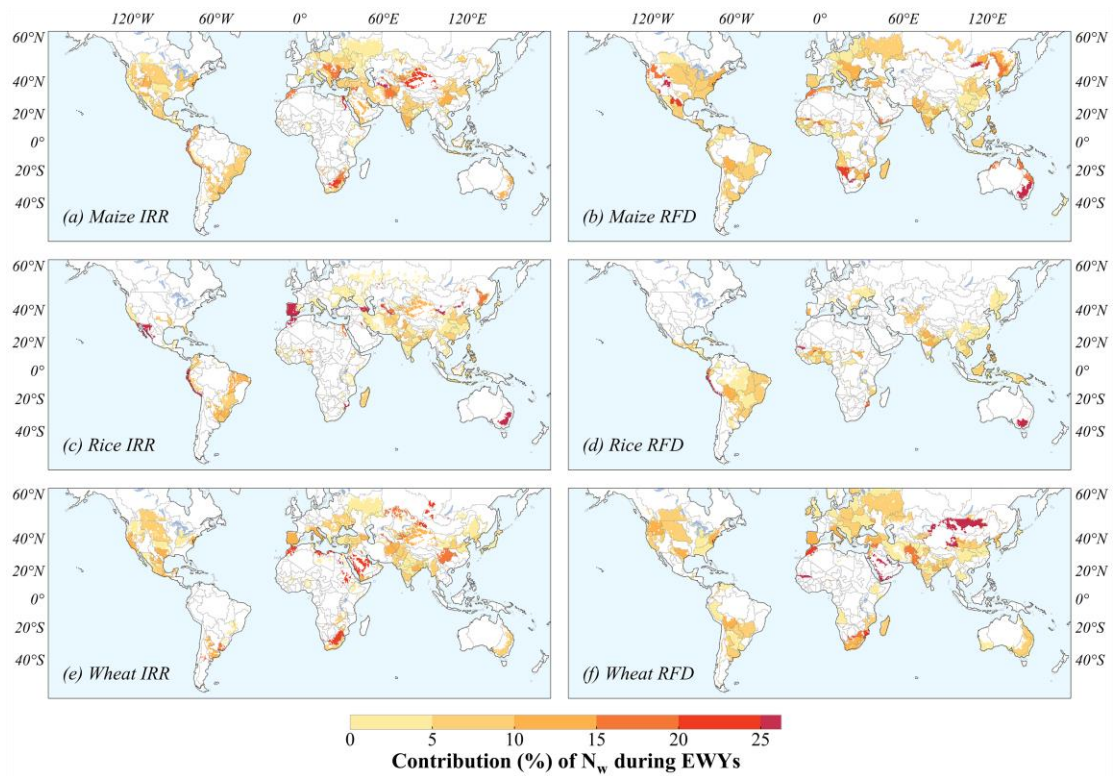 120°W 60°W 0° 60°E 120°E 120°W 60°W 0° 60°E 120°E
60°N 60°N
40°N 40°N
20°N 20°N
0° 0°
20°S 20°S
40°S 40°S
(a) Maize IRR (b) Maize RFD
60°N 60°N
40°N 40°N
20°N 20°N
0° 0°
20°S 20°S
40°S 40°S
(c) Rice IRR (d) Rice RFD
60°N 60°N
40°N 40°N
20°N 20°N
0° 0°
20°S 20°S
40°S 40°S
(e) Wheat IRR (f) Wheat RFD
0 5 10 15 20 25
Contribution (%) of N_w during EWYs